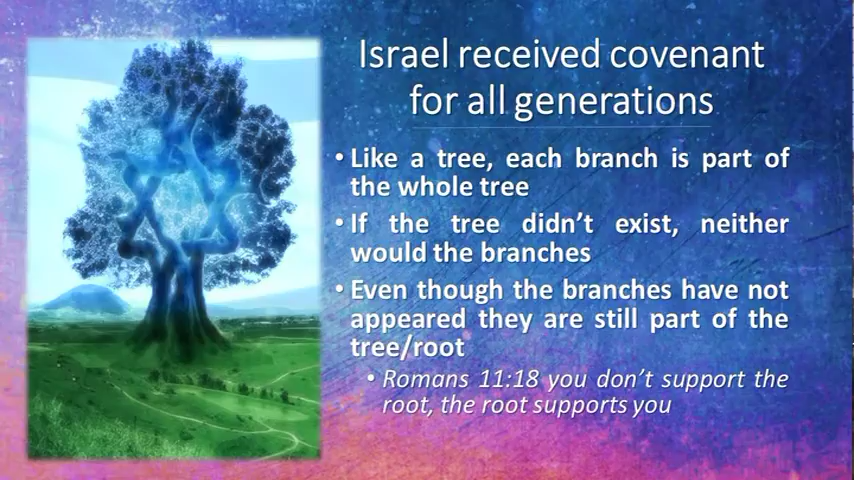 Israel received covenant
for all generations
• Like a tree, each branch is part of
the whole tree
• If the tree didn't exist, neither
would the branches
• Even though the branches have not
appeared they are still part of the
tree/root
• Romans 11:18 you don't support the
root, the root supports you